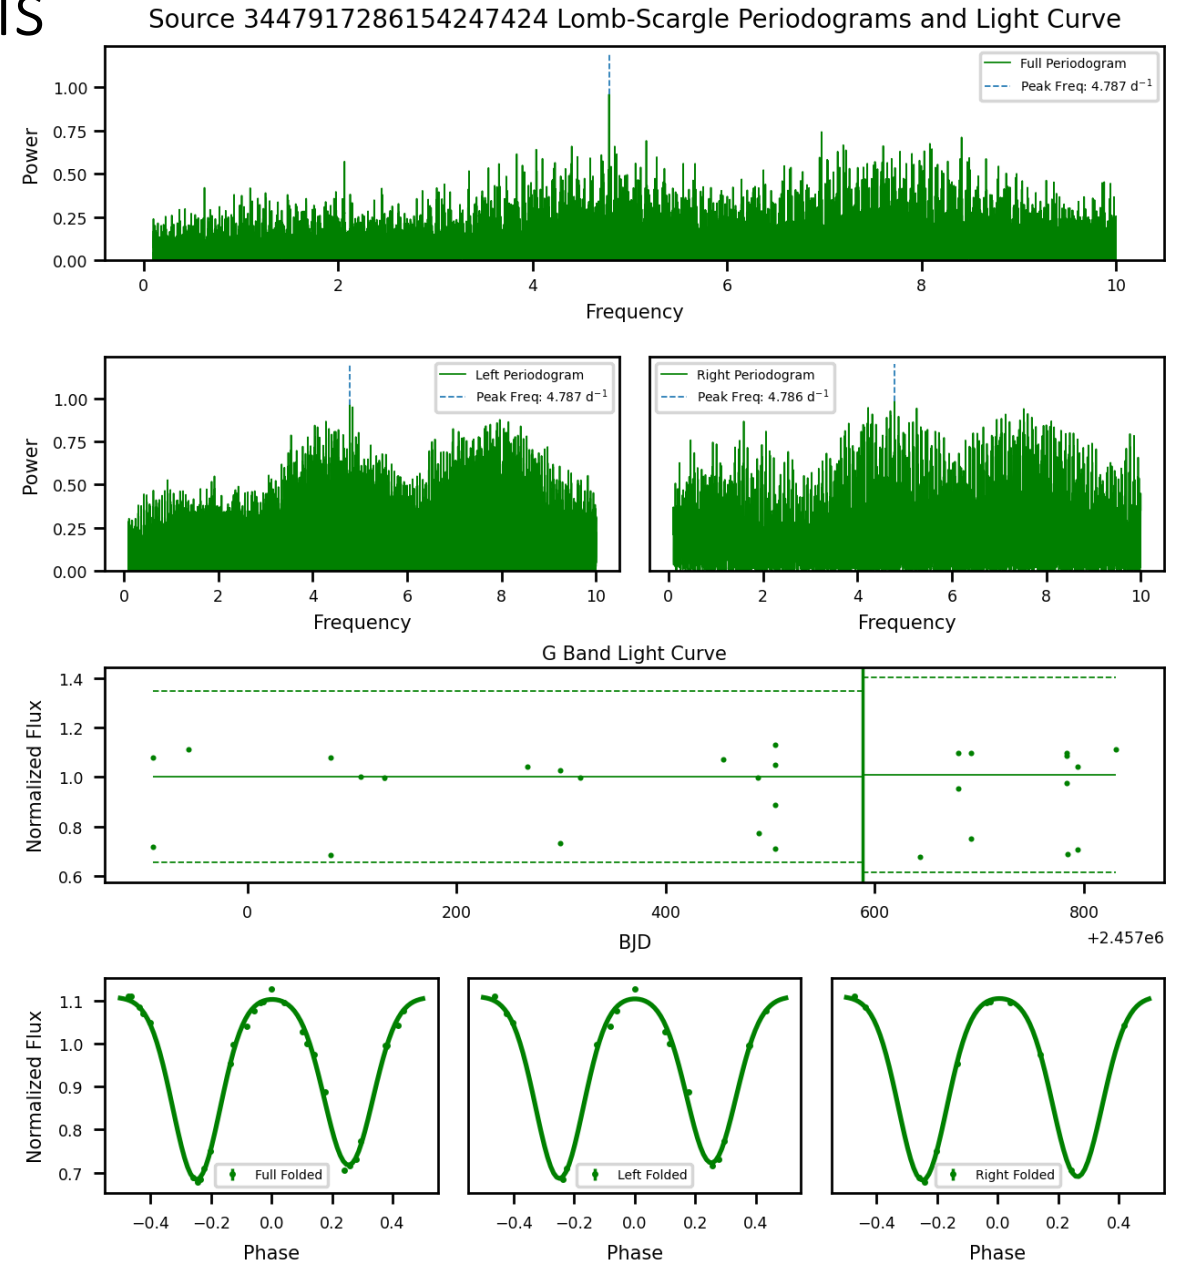 IS
Source 3447917286154247424 Lomb-Scargle Periodograms and Light Curve
Power
1.00
0.75
0.50
0.25
0.00
Full Periodogram
Peak Freq: 4.787 d⁻¹
0 2 4 6 8 10
Frequency
Power
1.00
0.75
0.50
0.25
0.00
Left Periodogram
Peak Freq: 4.787 d⁻¹
0 2 4 6 8 10
Frequency
Right Periodogram
Peak Freq: 4.786 d⁻¹
0 2 4 6 8 10
Frequency
G Band Light Curve
Normalized Flux
1.4
1.2
1.0
0.8
0.6
0 200 400 600 800
+2.457e6
BJD
Normalized Flux
1.1
1.0
0.9
0.8
0.7
Full Folded
−0.4 −0.2 0.0 0.2 0.4
Phase
Left Folded
−0.4 −0.2 0.0 0.2 0.4
Phase
Right Folded
−0.4 −0.2 0.0 0.2 0.4
Phase